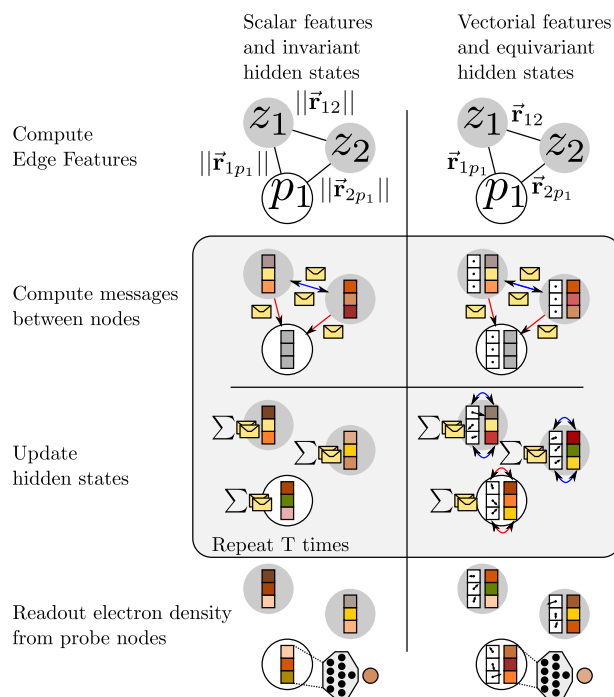 Scalar features
and invariant
hidden states
Vectorial features
and equivariant
hidden states
Compute
Edge Features
z₁
||r⃗₁₂||
z₂
||r⃗₁ₚ₁||
p₁
||r⃗₂ₚ₁||
z₁
r⃗₁₂
z₂
r⃗₁ₚ₁
p₁
r⃗₂ₚ₁
Compute messages
between nodes
Update
hidden states
∑
∑
∑
∑
∑
∑
Repeat T times
Readout electron density
from probe nodes